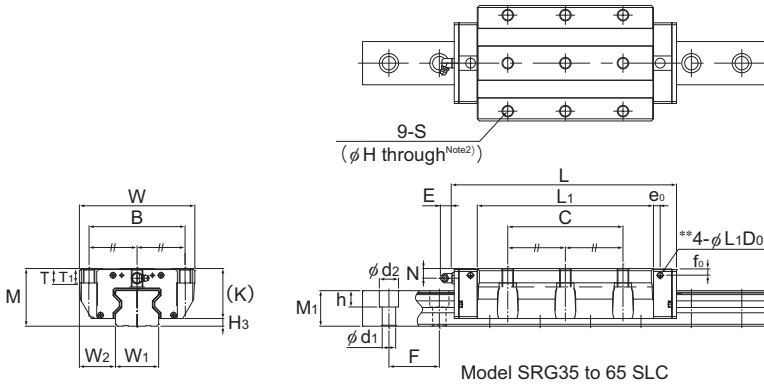 9-S
(φH through Note2))
W
B
T
T1
M
(K)
H3
W2
W1
L
E
L1
e0
C
**4-φL1D0
f0
N
φd2
h
M1
φd1
F
Model SRG35 to 65 SLC